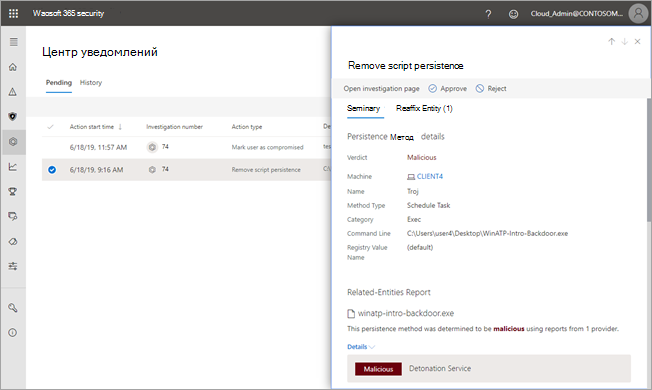 Waosoft 365 security
? Cloud_Admin@CONTOSOM...
Центр уведомлений
Pending History
Action start time ↓ Investigation number Action type De
6/18/19, 11:57 AM 74 Mark user as compromised tes
6/18/19, 9:16 AM 74 Remove script persistence C:\
Remove script persistence
Open investigation page Approve Reject
Seminary Reaffix Entity (1)
Persistence Метод details
Verdict Malicious
Machine CLIENT4
Name Troj
Method Type Schedule Task
Category Exec
Command Line C:\Users\user4\Desktop\WinATP-Intro-Backdoor.exe
Registry Value (default)
Name
Related-Entities Report
winatp-intro-backdoor.exe
This persistence method was determined to be malicious using reports from 1 provider.
Details
Malicious Detonation Service